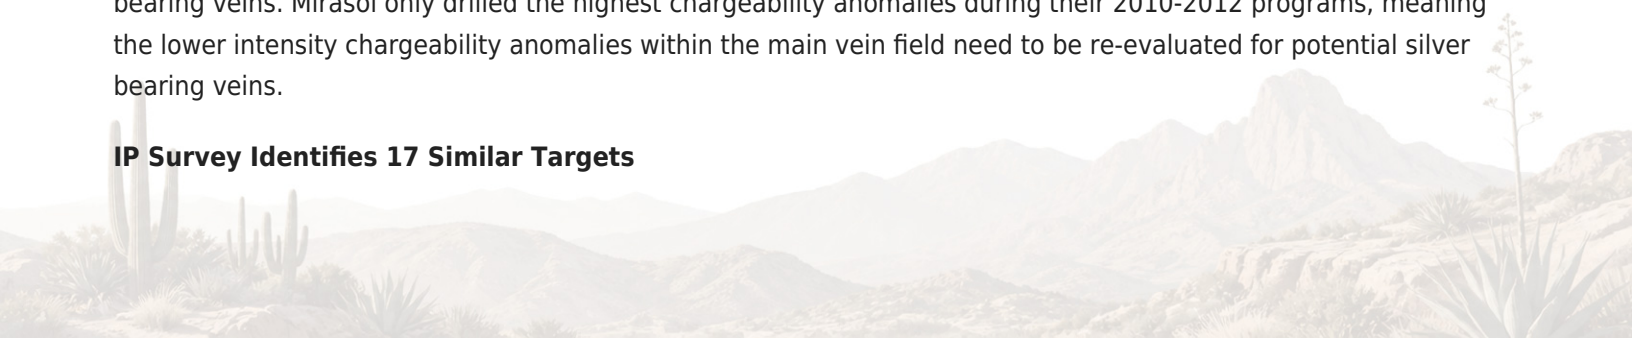 bearing veins. Mirasol only drilled the highest chargeability anomalies during their 2010-2012 programs, meaning
the lower intensity chargeability anomalies within the main vein field need to be re-evaluated for potential silver
bearing veins.
IP Survey Identifies 17 Similar Targets